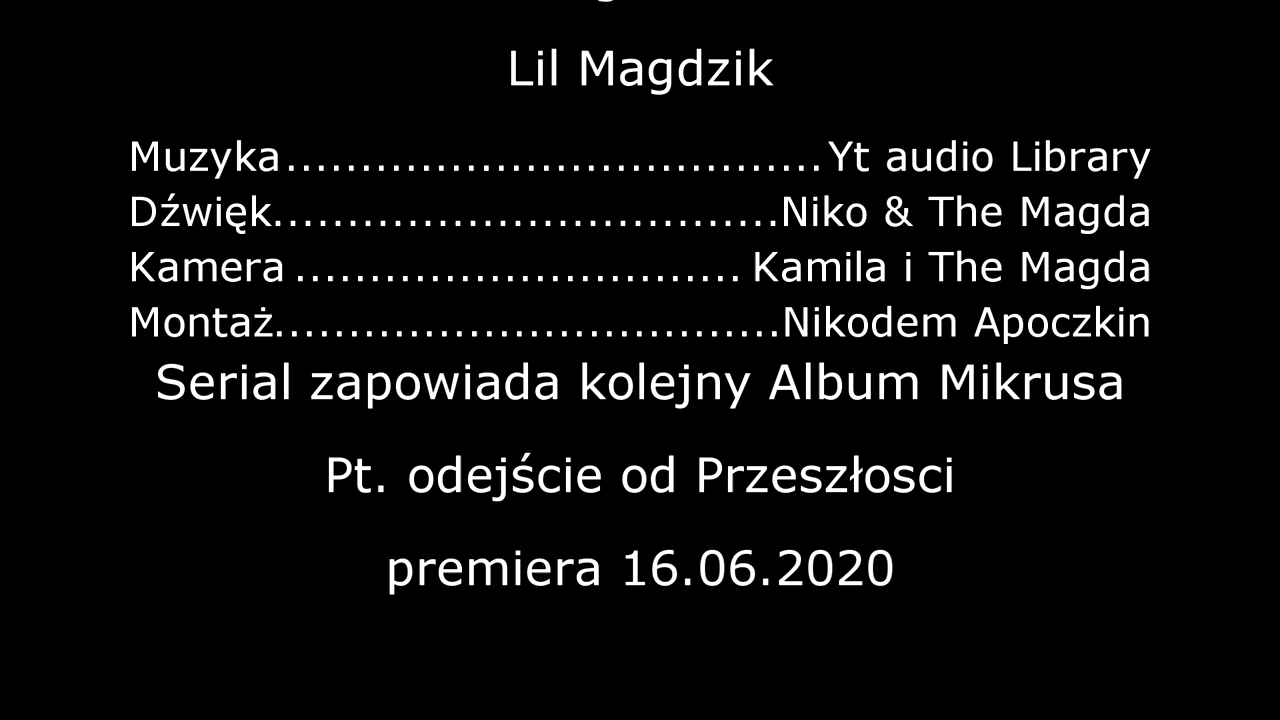 Lil Magdzik
Muzyka....................................Yt audio Library
Dźwięk..................................Niko & The Magda
Kamera..............................Kamila i The Magda
Montaż..................................Nikodem Apoczkin
Serial zapowiada kolejny Album Mikrusa
Pt. odejście od Przeszłosci
premiera 16.06.2020